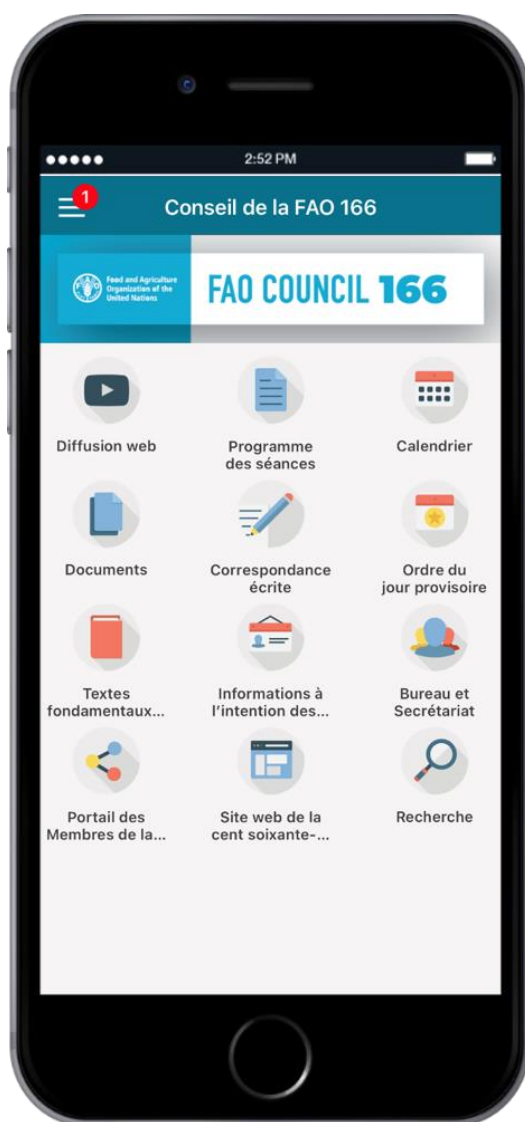 2:52 PM
1
Conseil de la FAO 166
Food and Agriculture
Organization of the
United Nations
FAO COUNCIL 166
Diffusion web
Programme
des séances
Calendrier
Documents
Correspondance
écrite
Ordre du
jour provisoire
Textes
fondamentaux...
Informations à
l'intention des...
Bureau et
Secrétariat
Portail des
Membres de la...
Site web de la
cent soixante-...
Recherche